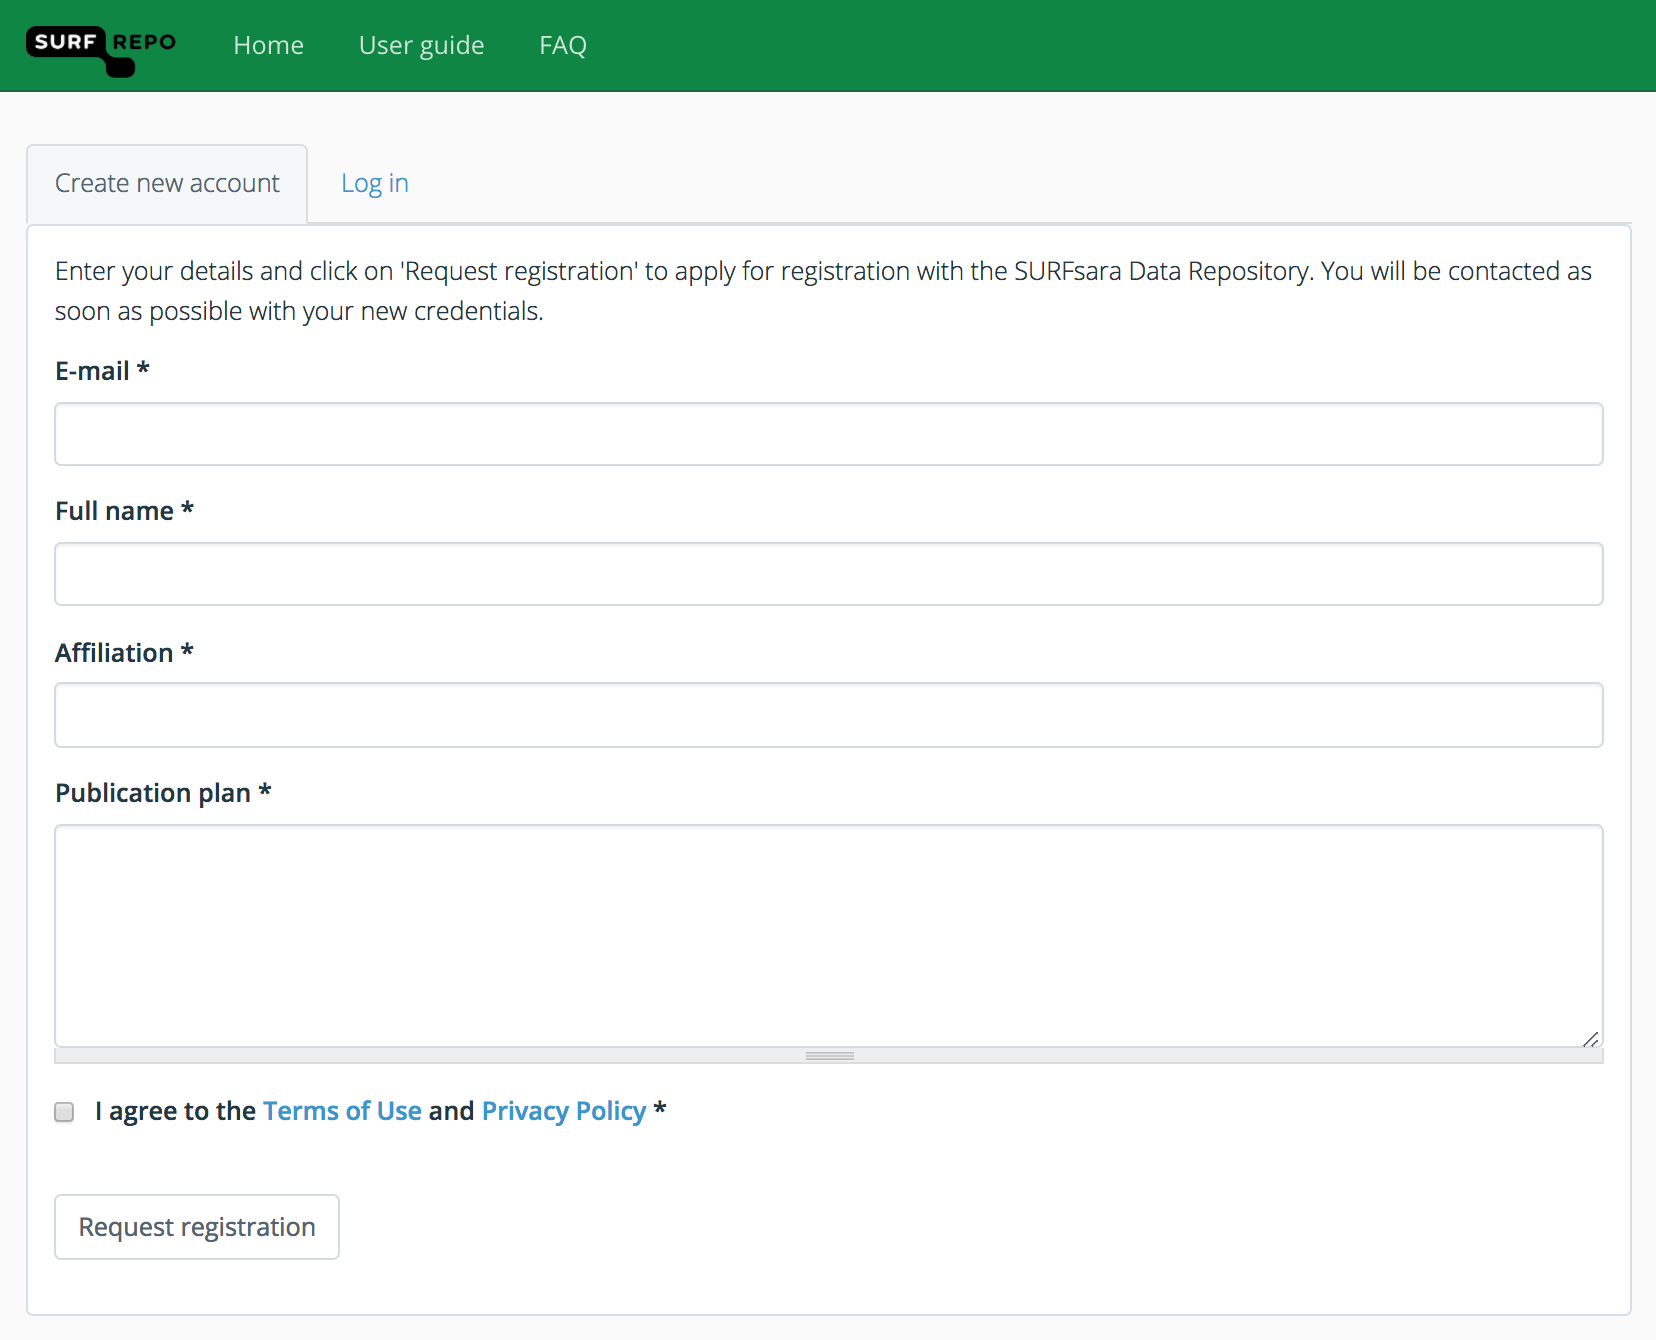 SURF REPO Home User guide FAQ
Create new account Log in
Enter your details and click on 'Request registration' to apply for registration with the SURFsara Data Repository. You will be contacted as
soon as possible with your new credentials.
E-mail *
Full name *
Affiliation *
Publication plan *
I agree to the Terms of Use and Privacy Policy *
Request registration